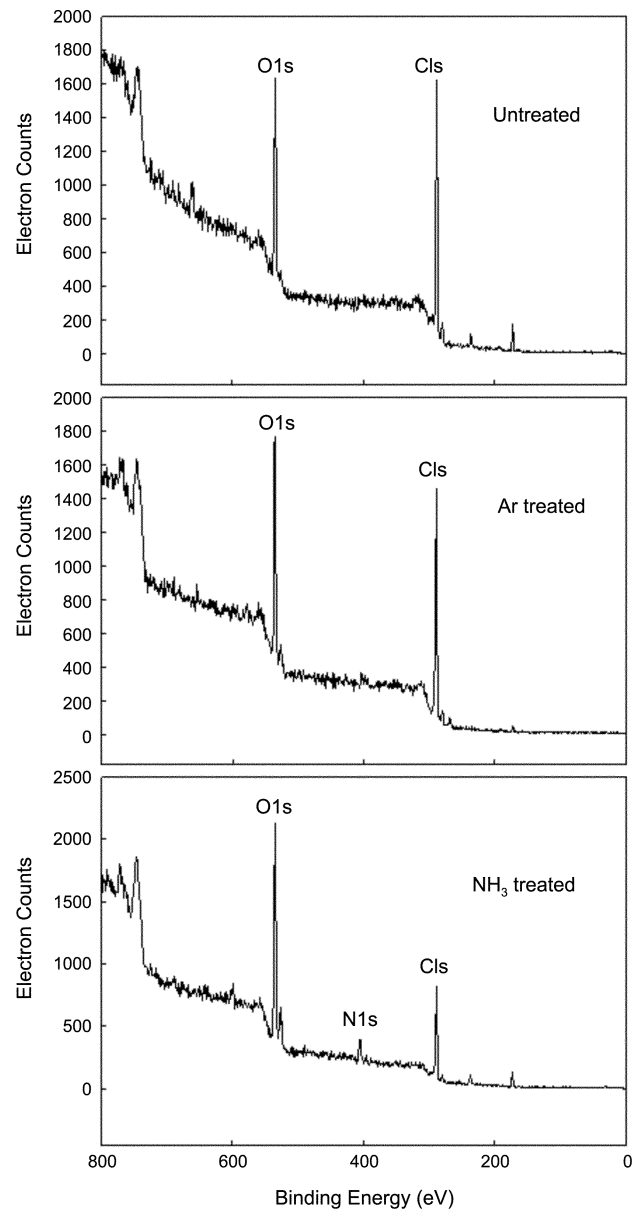 2000
1800
1600
1400
1200
1000
800
600
400
200
0
Electron Counts
O1s
Cls
Untreated
2000
1800
1600
1400
1200
1000
800
600
400
200
0
Electron Counts
O1s
Cls
Ar treated
2500
2000
1500
1000
500
0
Electron Counts
O1s
N1s
Cls
NH₃ treated
800 600 400 200 0
Binding Energy (eV)